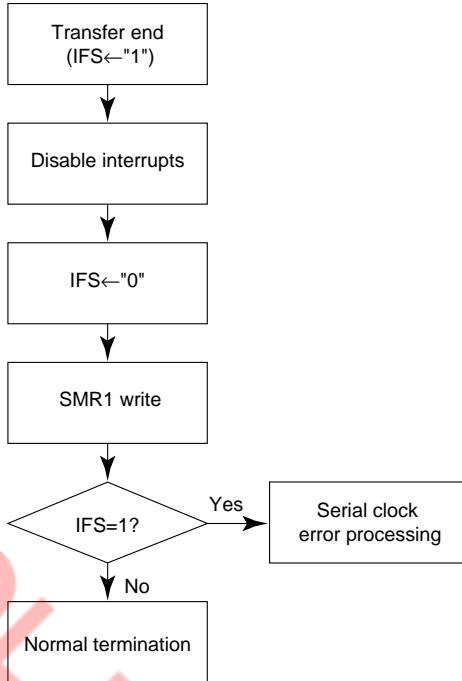 Transfer end
(IFS←"1")
Disable interrupts
IFS←"0"
SMR1 write
IFS=1?
Yes
Serial clock
error processing
No
Normal termination